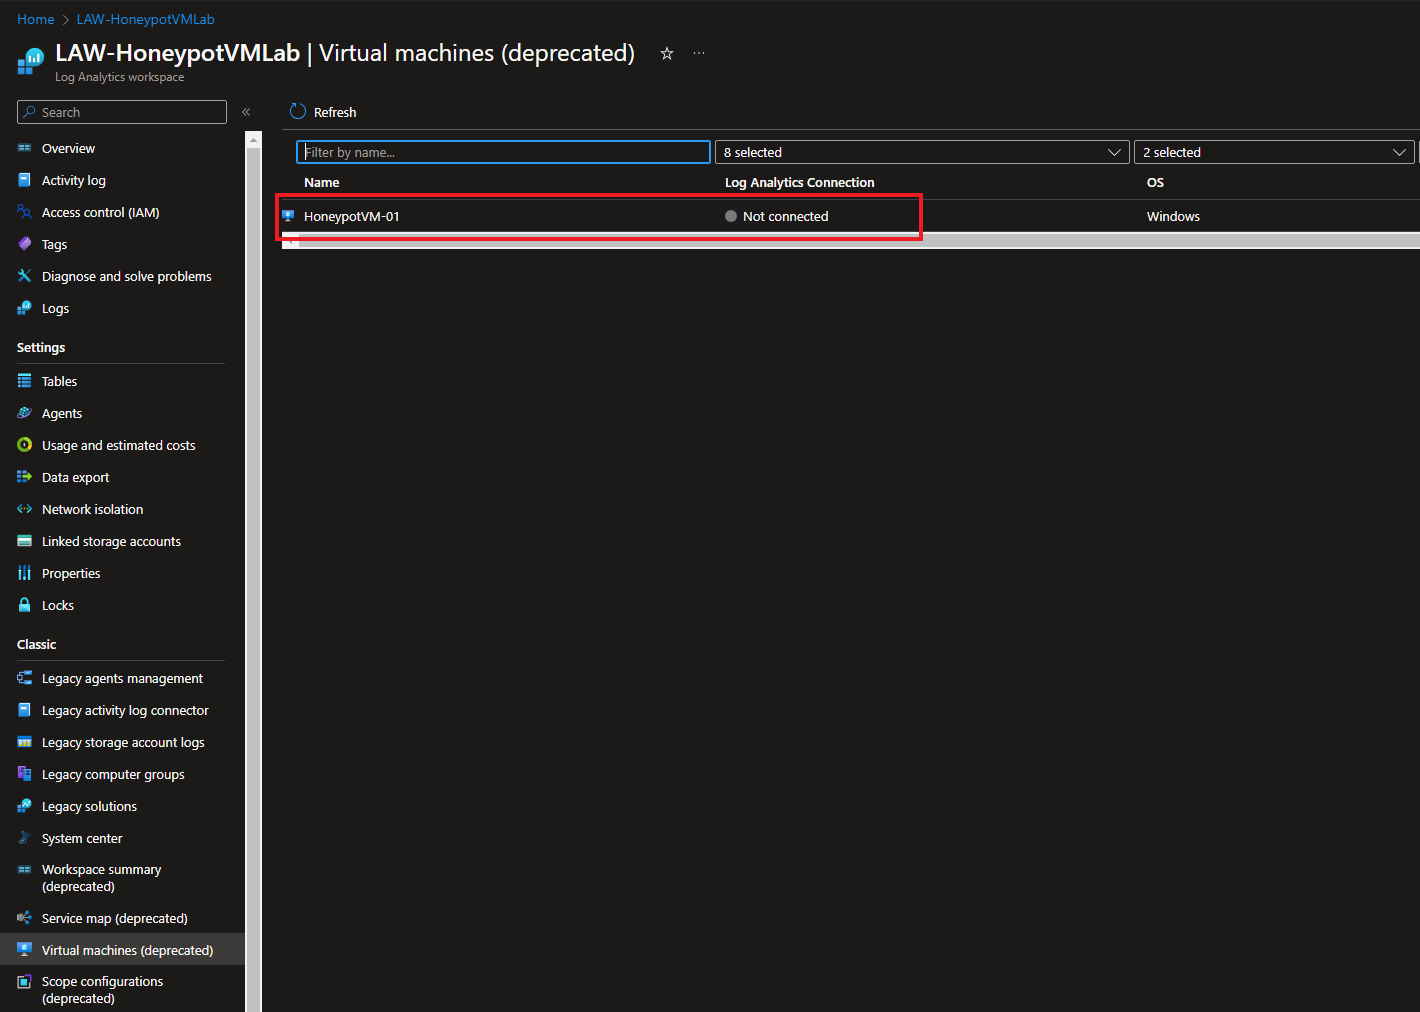 Home > LAW-HoneypotVMLab
LAW-HoneypotVMLab | Virtual machines (deprecated)
Log Analytics workspace
Search
Refresh
Overview
Activity log
Access control (IAM)
Tags
Diagnose and solve problems
Logs
Settings
Tables
Agents
Usage and estimated costs
Data export
Network isolation
Linked storage accounts
Properties
Locks
Classic
Legacy agents management
Legacy activity log connector
Legacy storage account logs
Legacy computer groups
Legacy solutions
System center
Workspace summary
(deprecated)
Service map (deprecated)
Virtual machines (deprecated)
Scope configurations
(deprecated)
Filter by name...
8 selected
2 selected
Name
Log Analytics Connection
OS
HoneypotVM-01
Not connected
Windows